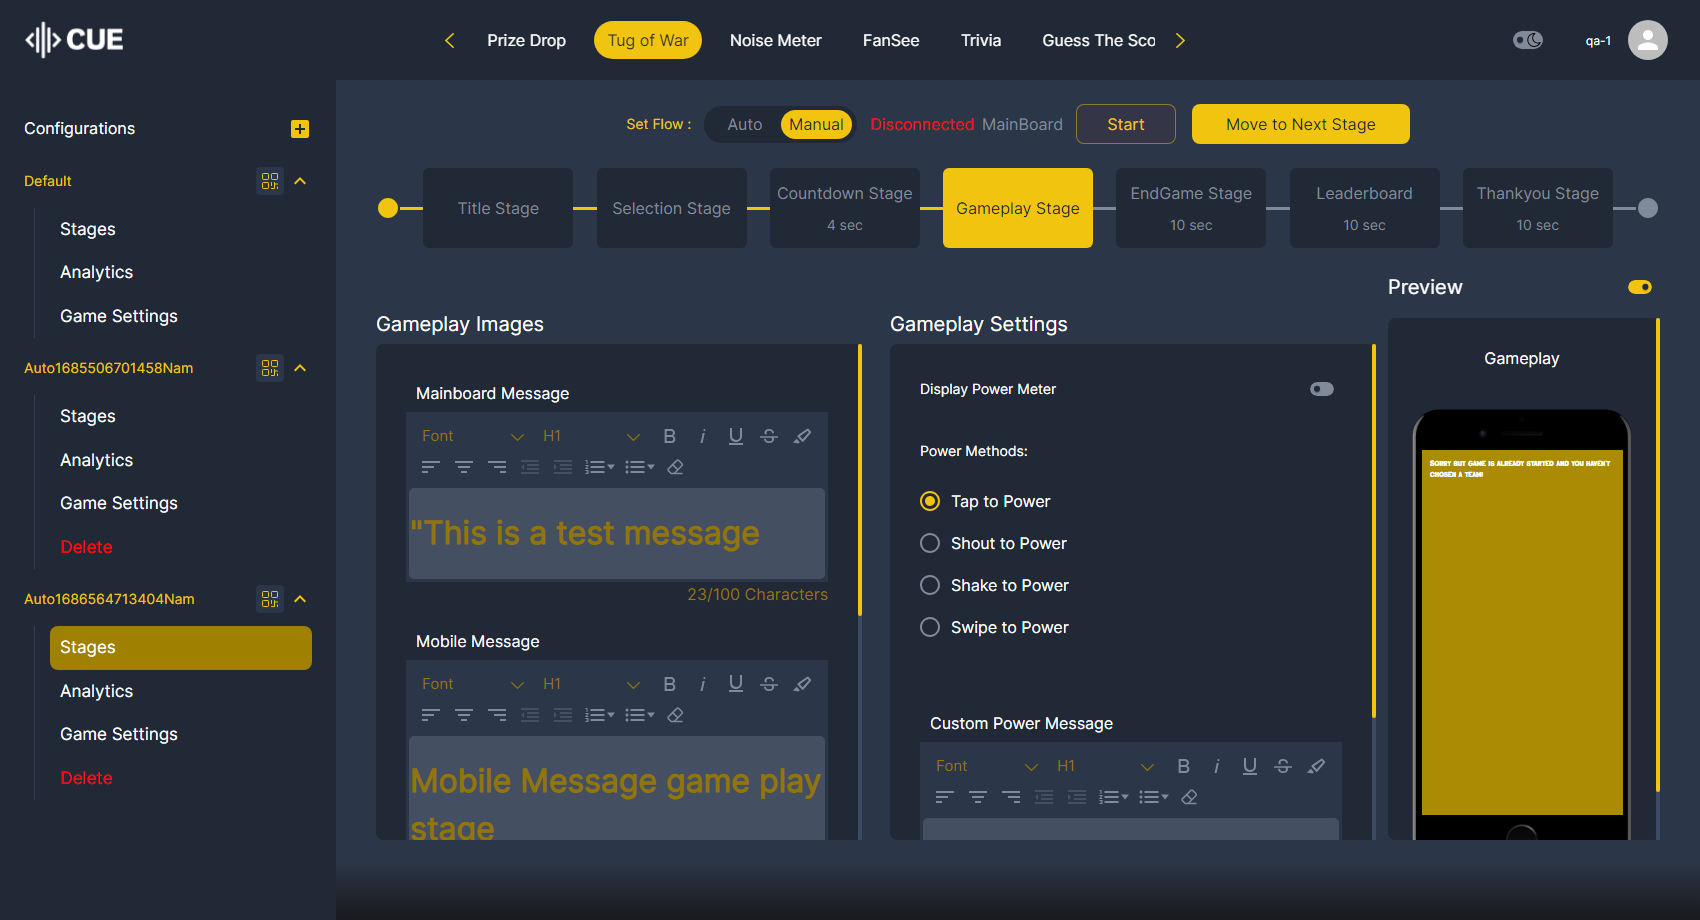 CUE
Prize Drop
Tug of War
Noise Meter
FanSee
Trivia
Guess The Sco
qa-1
Configurations
Default
Stages
Analytics
Game Settings
Auto1685506701458Nam
Stages
Analytics
Game Settings
Delete
Auto1686564713404Nam
Stages
Analytics
Game Settings
Delete
Set Flow :
Auto
Manual
Disconnected MainBoard
Start
Move to Next Stage
Title Stage
Selection Stage
Countdown Stage
4 sec
Gameplay Stage
EndGame Stage
10 sec
Leaderboard
10 sec
Thankyou Stage
10 sec
Gameplay Images
Mainboard Message
Font
H1
"This is a test message
23/100 Characters
Mobile Message
Font
H1
Mobile Message game play
stage
Gameplay Settings
Display Power Meter
Power Methods:
Tap to Power
Shout to Power
Shake to Power
Swipe to Power
Custom Power Message
Font
H1
Preview
Gameplay
Sorry but game is already started and you haven't
chosen a team!